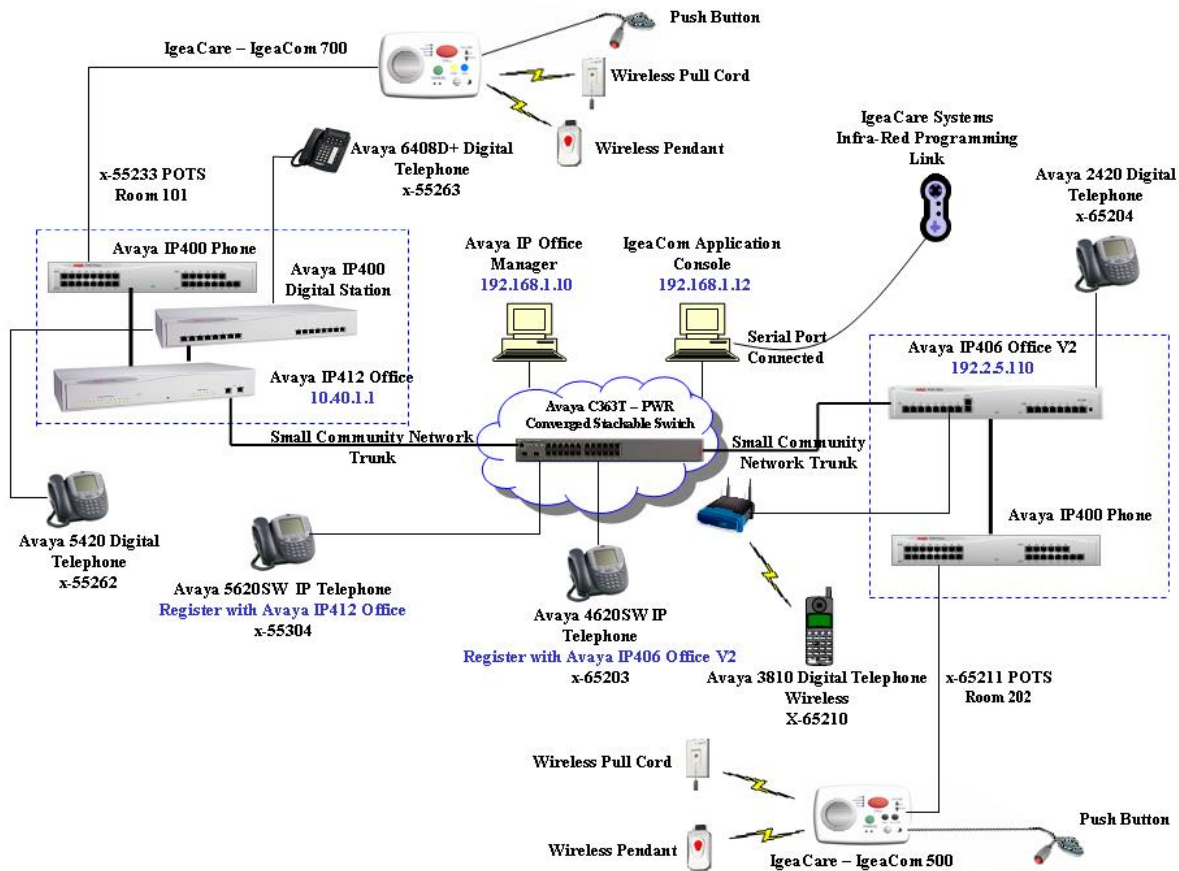 Push Button
IgeaCare – IgeaCom 700
Wireless Pull Cord
IgeaCare Systems
Infra-Red Programming
Link
Avaya 6408D+ Digital
Telephone
x-55263
Wireless Pendant
x-55233 POTS
Room 101
Avaya 2420 Digital
Telephone
x-65204
Avaya IP400 Phone
Avaya IP400
Digital Station
Avaya IP Office
Manager
192.168.1.10
IgeaCom Application
Console
192.168.1.12
Serial Port
Connected
Avaya IP406 Office V2
192.2.5.110
Avaya IP412 Office
10.40.1.1
Avaya C363T – PWR
Converged Stackable Switch
Small Community Network
Trunk
Small Community
Network Trunk
Avaya IP400 Phone
Avaya 5420 Digital
Telephone
x-55262
Avaya 5620SW IP Telephone
Register with Avaya IP412 Office
x-55304
Avaya 4620SW IP
Telephone
Register with Avaya IP406 Office V2
x-65203
Avaya 3810 Digital Telephone
Wireless
X-65210
x-65211 POTS
Room 202
Wireless Pull Cord
Push Button
Wireless Pendant
IgeaCare – IgeaCom 500